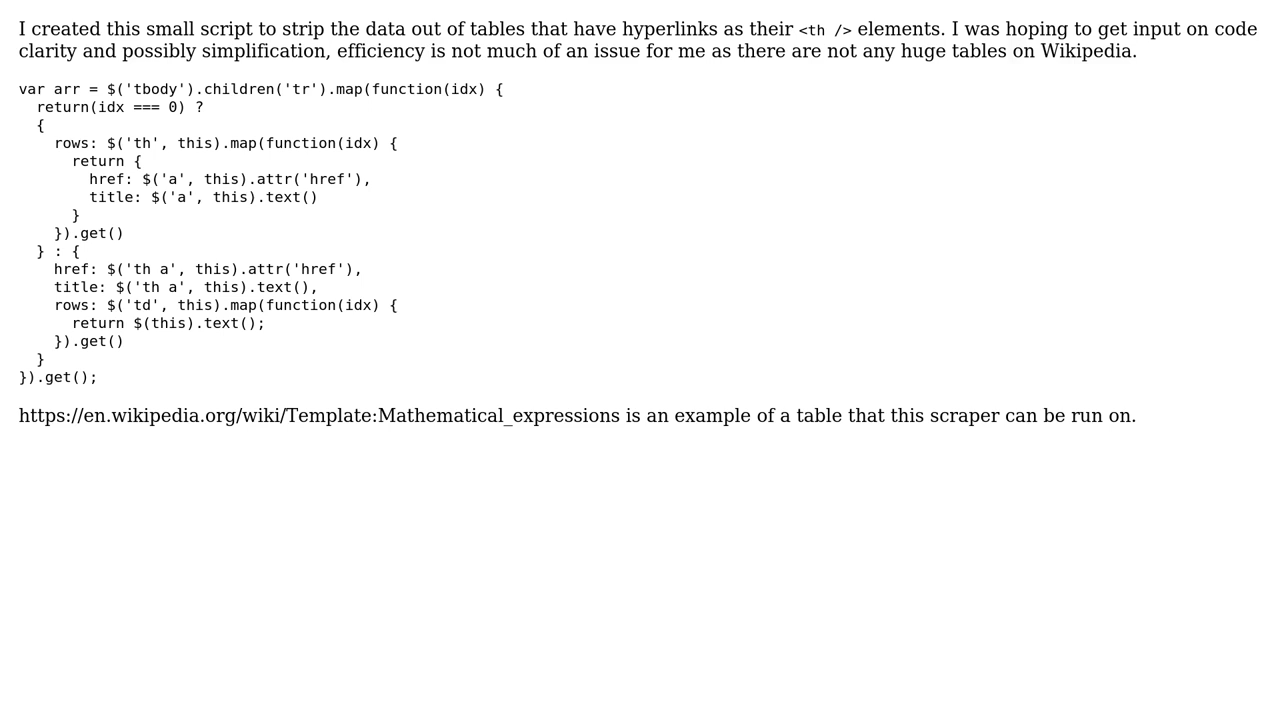 I created this small script to strip the data out of tables that have hyperlinks as their <th /> elements. I was hoping to get input on code
clarity and possibly simplification, efficiency is not much of an issue for me as there are not any huge tables on Wikipedia.
var arr = $('tbody').children('tr').map(function(idx) {
  return(idx === 0) ?
  {
    rows: $('th', this).map(function(idx) {
      return {
        href: $('a', this).attr('href'),
        title: $('a', this).text()
      }
    }).get()
  } : {
    href: $('th a', this).attr('href'),
    title: $('th a', this).text(),
    rows: $('td', this).map(function(idx) {
      return $(this).text();
    }).get()
  }
}).get();
https://en.wikipedia.org/wiki/Template:Mathematical_expressions is an example of a table that this scraper can be run on.